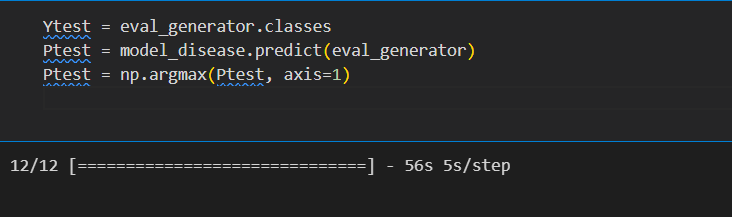 Ytest = eval_generator.classes
Ptest = model_disease.predict(eval_generator)
Ptest = np.argmax(Ptest, axis=1)
12/12 [==============================] - 56s 5s/step